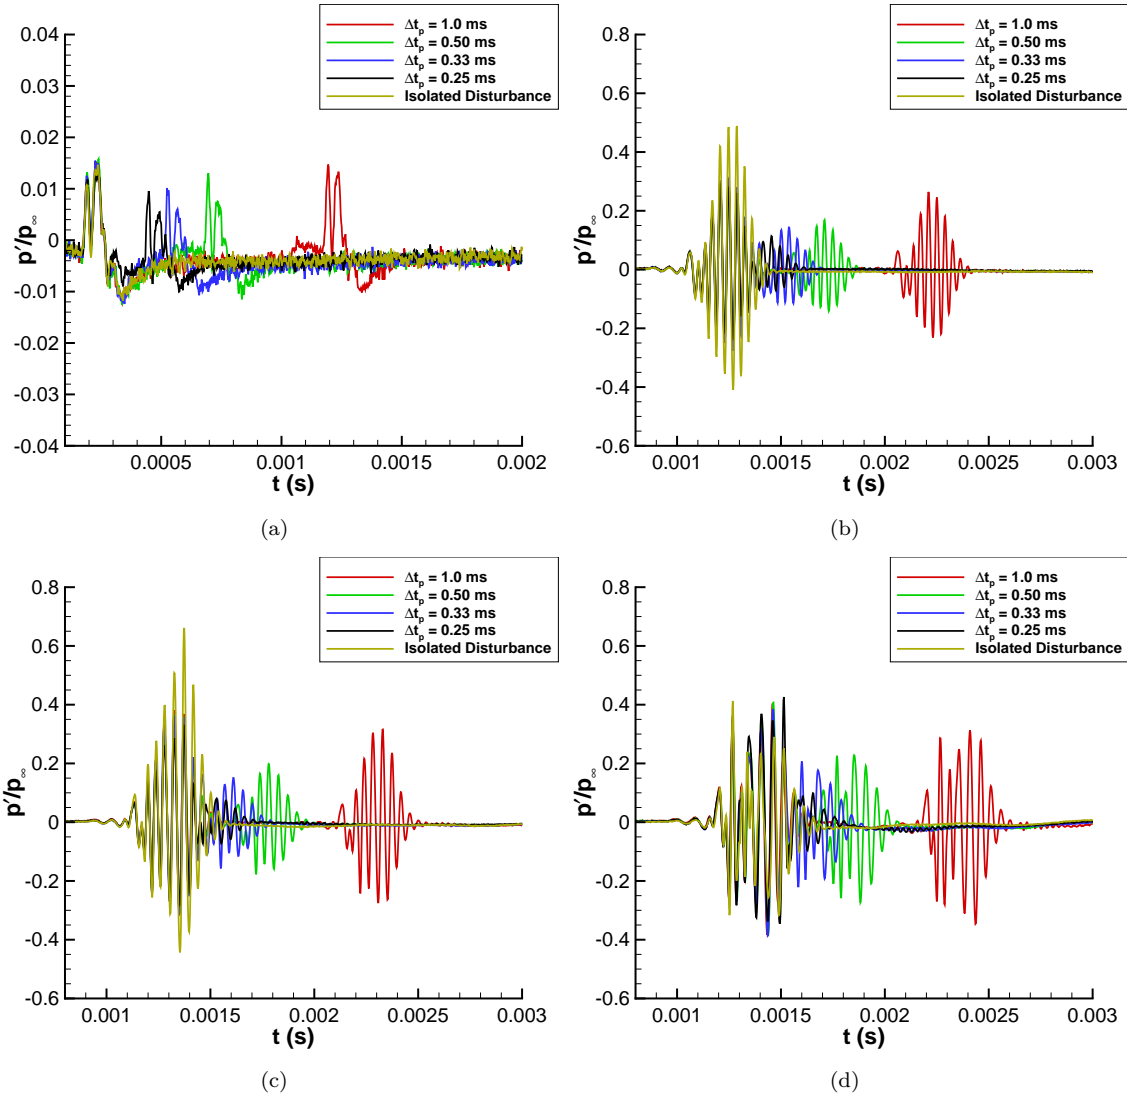 0.04
0.03
0.02
0.01
0
-0.01
-0.02
-0.03
-0.04
p′/p∞
0.0005 0.001 0.0015 0.002
t (s)
Δtp = 1.0 ms
Δtp = 0.50 ms
Δtp = 0.33 ms
Δtp = 0.25 ms
Isolated Disturbance
(a)
0.8
0.6
0.4
0.2
0
-0.2
-0.4
-0.6
p′/p∞
0.001 0.0015 0.002 0.0025 0.003
t (s)
Δtp = 1.0 ms
Δtp = 0.50 ms
Δtp = 0.33 ms
Δtp = 0.25 ms
Isolated Disturbance
(b)
0.8
0.6
0.4
0.2
0
-0.2
-0.4
-0.6
p′/p∞
0.001 0.0015 0.002 0.0025 0.003
t (s)
Δtp = 1.0 ms
Δtp = 0.50 ms
Δtp = 0.33 ms
Δtp = 0.25 ms
Isolated Disturbance
(c)
0.8
0.6
0.4
0.2
0
-0.2
-0.4
-0.6
p′/p∞
0.001 0.0015 0.002 0.0025 0.003
t (s)
Δtp = 1.0 ms
Δtp = 0.50 ms
Δtp = 0.33 ms
Δtp = 0.25 ms
Isolated Disturbance
(d)